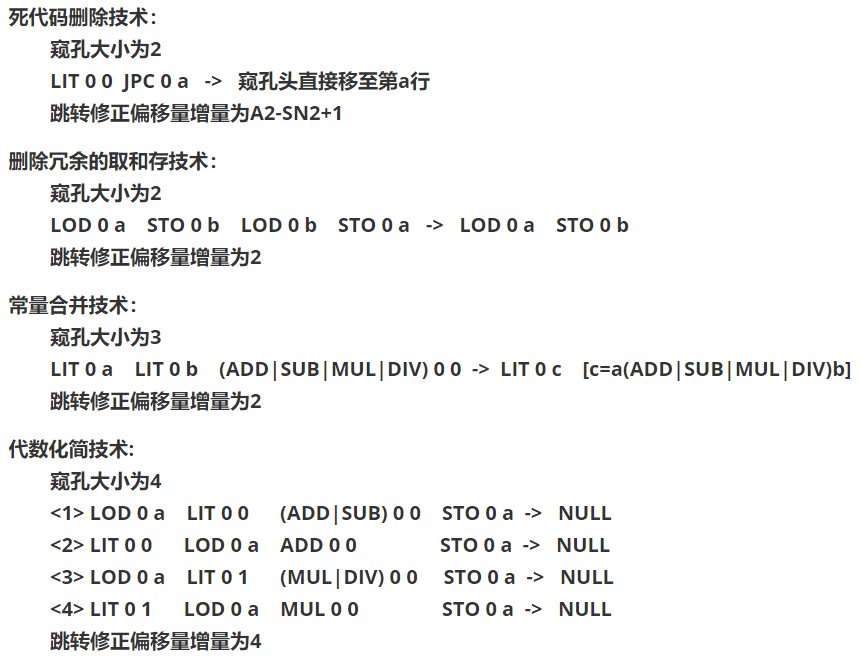 死代码删除技术：
窥孔大小为2
LIT 0 0 JPC 0 a -> 窥孔头直接移至第a行
跳转修正偏移量增量为A2-SN2+1
删除冗余的取和存技术：
窥孔大小为2
LOD 0 a STO 0 b LOD 0 b STO 0 a -> LOD 0 a STO 0 b
跳转修正偏移量增量为2
常量合并技术：
窥孔大小为3
LIT 0 a LIT 0 b (ADD|SUB|MUL|DIV) 0 0 -> LIT 0 c [c=a(ADD|SUB|MUL|DIV)b]
跳转修正偏移量增量为2
代数化简技术:
窥孔大小为4
<1> LOD 0 a LIT 0 0 (ADD|SUB) 0 0 STO 0 a -> NULL
<2> LIT 0 0 LOD 0 a ADD 0 0 STO 0 a -> NULL
<3> LOD 0 a LIT 0 1 (MUL|DIV) 0 0 STO 0 a -> NULL
<4> LIT 0 1 LOD 0 a MUL 0 0 STO 0 a -> NULL
跳转修正偏移量增量为4